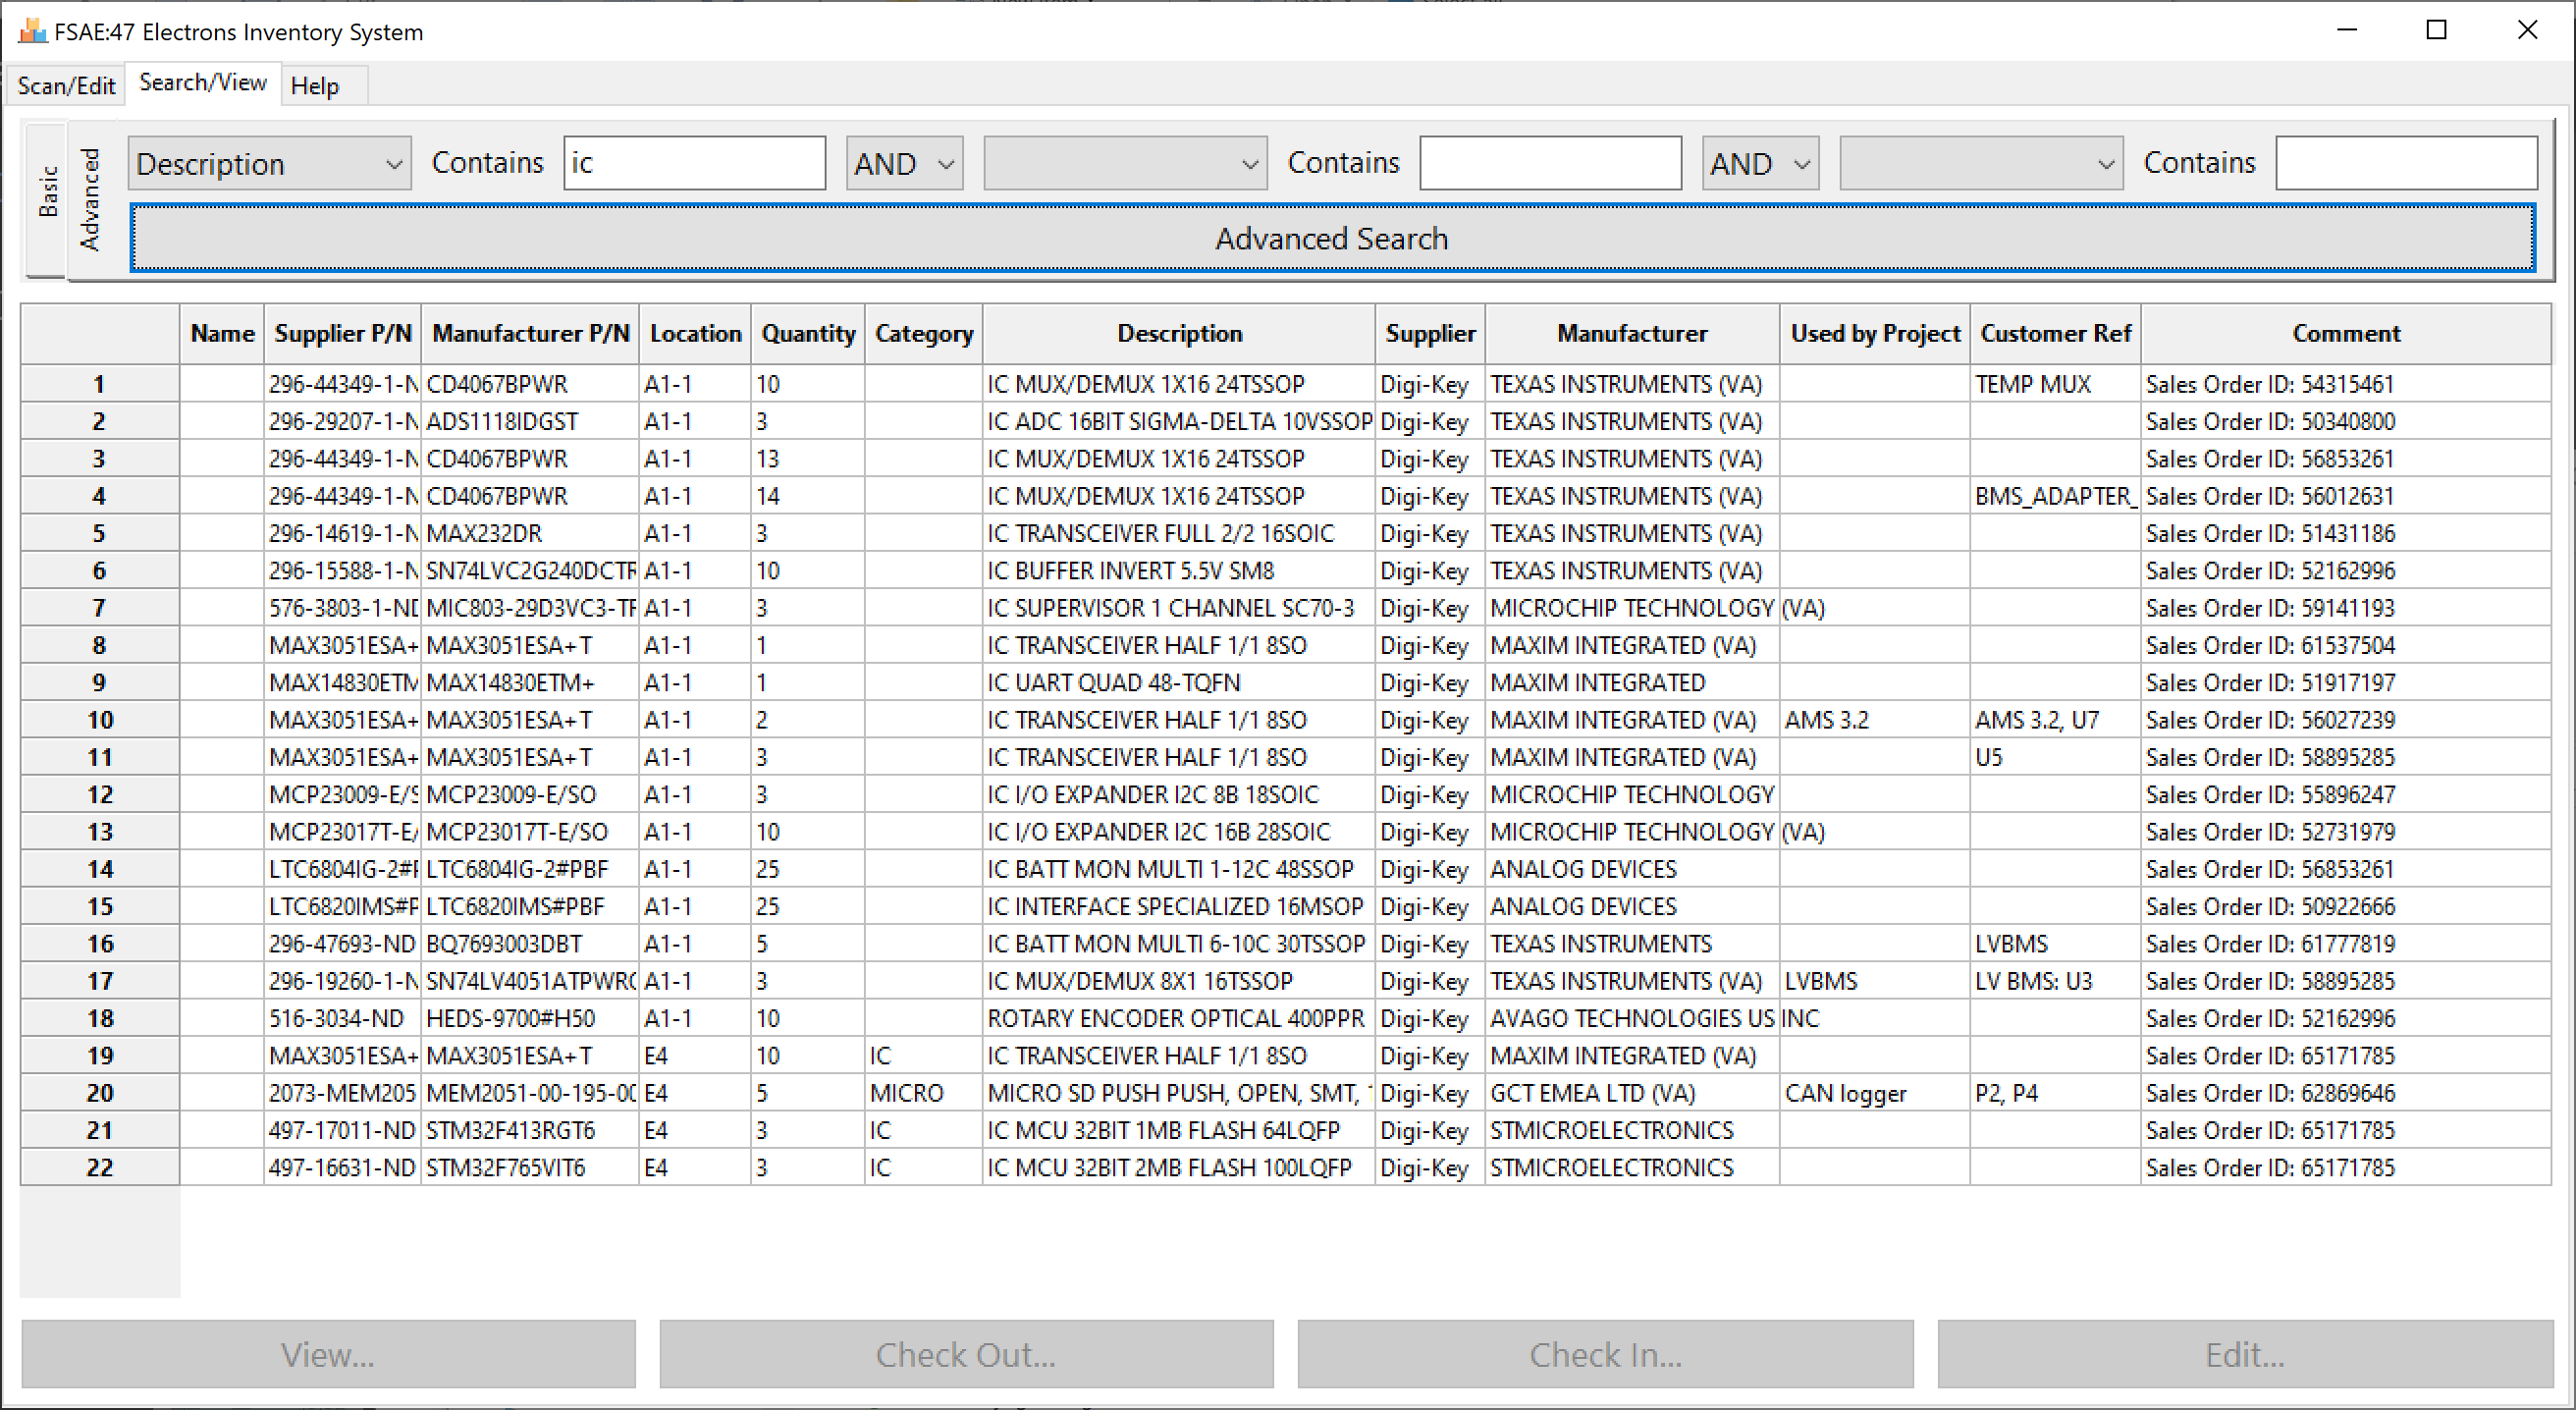 FSAE:47 Electrons Inventory System
Scan/Edit Search/View Help
Basic
Advanced
Description Contains ic AND Contains AND Contains
Advanced Search
Name Supplier P/N Manufacturer P/N Location Quantity Category Description Supplier Manufacturer Used by Project Customer Ref Comment
1 296-44349-1-N CD4067BPWR A1-1 10 IC MUX/DEMUX 1X16 24TSSOP Digi-Key TEXAS INSTRUMENTS (VA) TEMP MUX Sales Order ID: 54315461
2 296-29207-1-N ADS1118IDGST A1-1 3 IC ADC 16BIT SIGMA-DELTA 10VSSOP Digi-Key TEXAS INSTRUMENTS (VA) Sales Order ID: 50340800
3 296-44349-1-N CD4067BPWR A1-1 13 IC MUX/DEMUX 1X16 24TSSOP Digi-Key TEXAS INSTRUMENTS (VA) Sales Order ID: 56853261
4 296-44349-1-N CD4067BPWR A1-1 14 IC MUX/DEMUX 1X16 24TSSOP Digi-Key TEXAS INSTRUMENTS (VA) BMS_ADAPTER_ Sales Order ID: 56012631
5 296-14619-1-N MAX232DR A1-1 3 IC TRANSCEIVER FULL 2/2 16SOIC Digi-Key TEXAS INSTRUMENTS (VA) Sales Order ID: 51431186
6 296-15588-1-N SN74LVC2G240DCTR A1-1 10 IC BUFFER INVERT 5.5V SM8 Digi-Key TEXAS INSTRUMENTS (VA) Sales Order ID: 52162996
7 576-3803-1-ND MIC803-29D3VC3-TR A1-1 3 IC SUPERVISOR 1 CHANNEL SC70-3 Digi-Key MICROCHIP TECHNOLOGY (VA) Sales Order ID: 59141193
8 MAX3051ESA+ MAX3051ESA+T A1-1 1 IC TRANSCEIVER HALF 1/1 8SO Digi-Key MAXIM INTEGRATED (VA) Sales Order ID: 61537504
9 MAX14830ETM MAX14830ETM+ A1-1 1 IC UART QUAD 48-TQFN Digi-Key MAXIM INTEGRATED Sales Order ID: 51917197
10 MAX3051ESA+ MAX3051ESA+T A1-1 2 IC TRANSCEIVER HALF 1/1 8SO Digi-Key MAXIM INTEGRATED (VA) AMS 3.2 AMS 3.2, U7 Sales Order ID: 56027239
11 MAX3051ESA+ MAX3051ESA+T A1-1 3 IC TRANSCEIVER HALF 1/1 8SO Digi-Key MAXIM INTEGRATED (VA) U5 Sales Order ID: 58895285
12 MCP23009-E/S MCP23009-E/SO A1-1 3 IC I/O EXPANDER I2C 8B 18SOIC Digi-Key MICROCHIP TECHNOLOGY Sales Order ID: 55896247
13 MCP23017T-E/ MCP23017T-E/SO A1-1 10 IC I/O EXPANDER I2C 16B 28SOIC Digi-Key MICROCHIP TECHNOLOGY (VA) Sales Order ID: 52731979
14 LTC6804IG-2#P LTC6804IG-2#PBF A1-1 25 IC BATT MON MULTI 1-12C 48SSOP Digi-Key ANALOG DEVICES Sales Order ID: 56853261
15 LTC6820IMS#P LTC6820IMS#PBF A1-1 25 IC INTERFACE SPECIALIZED 16MSOP Digi-Key ANALOG DEVICES Sales Order ID: 50922666
16 296-47693-ND BQ7693003DBT A1-1 5 IC BATT MON MULTI 6-10C 30TSSOP Digi-Key TEXAS INSTRUMENTS LVBMS Sales Order ID: 61777819
17 296-19260-1-N SN74LV4051ATPWRQ A1-1 3 IC MUX/DEMUX 8X1 16TSSOP Digi-Key TEXAS INSTRUMENTS (VA) LVBMS LV BMS: U3 Sales Order ID: 58895285
18 516-3034-ND HEDS-9700#H50 A1-1 10 ROTARY ENCODER OPTICAL 400PPR Digi-Key AVAGO TECHNOLOGIES US INC Sales Order ID: 52162996
19 MAX3051ESA+ MAX3051ESA+T E4 10 IC IC TRANSCEIVER HALF 1/1 8SO Digi-Key MAXIM INTEGRATED (VA) Sales Order ID: 65171785
20 2073-MEM205 MEM2051-00-195-00 E4 5 MICRO MICRO SD PUSH PUSH, OPEN, SMT, Digi-Key GCT EMEA LTD (VA) CAN logger P2, P4 Sales Order ID: 62869646
21 497-17011-ND STM32F413RGT6 E4 3 IC IC MCU 32BIT 1MB FLASH 64LQFP Digi-Key STMICROELECTRONICS Sales Order ID: 65171785
22 497-16631-ND STM32F765VIT6 E4 3 IC IC MCU 32BIT 2MB FLASH 100LQFP Digi-Key STMICROELECTRONICS Sales Order ID: 65171785
View... Check Out... Check In... Edit...